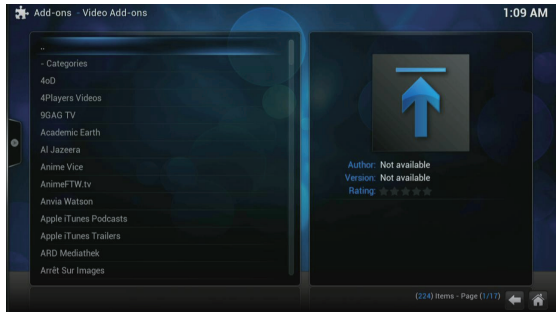 Add-ons - Video Add-ons
1:09 AM
..
- Categories
4oD
4Players Videos
9GAG TV
Academic Earth
Al Jazeera
Anime Vice
AnimeFTW.tv
Anvia Watson
Apple iTunes Podcasts
Apple iTunes Trailers
ARD Mediathek
Arrêt Sur Images
Author: Not available
Version: Not available
Rating:
(224) Items - Page (1/17)